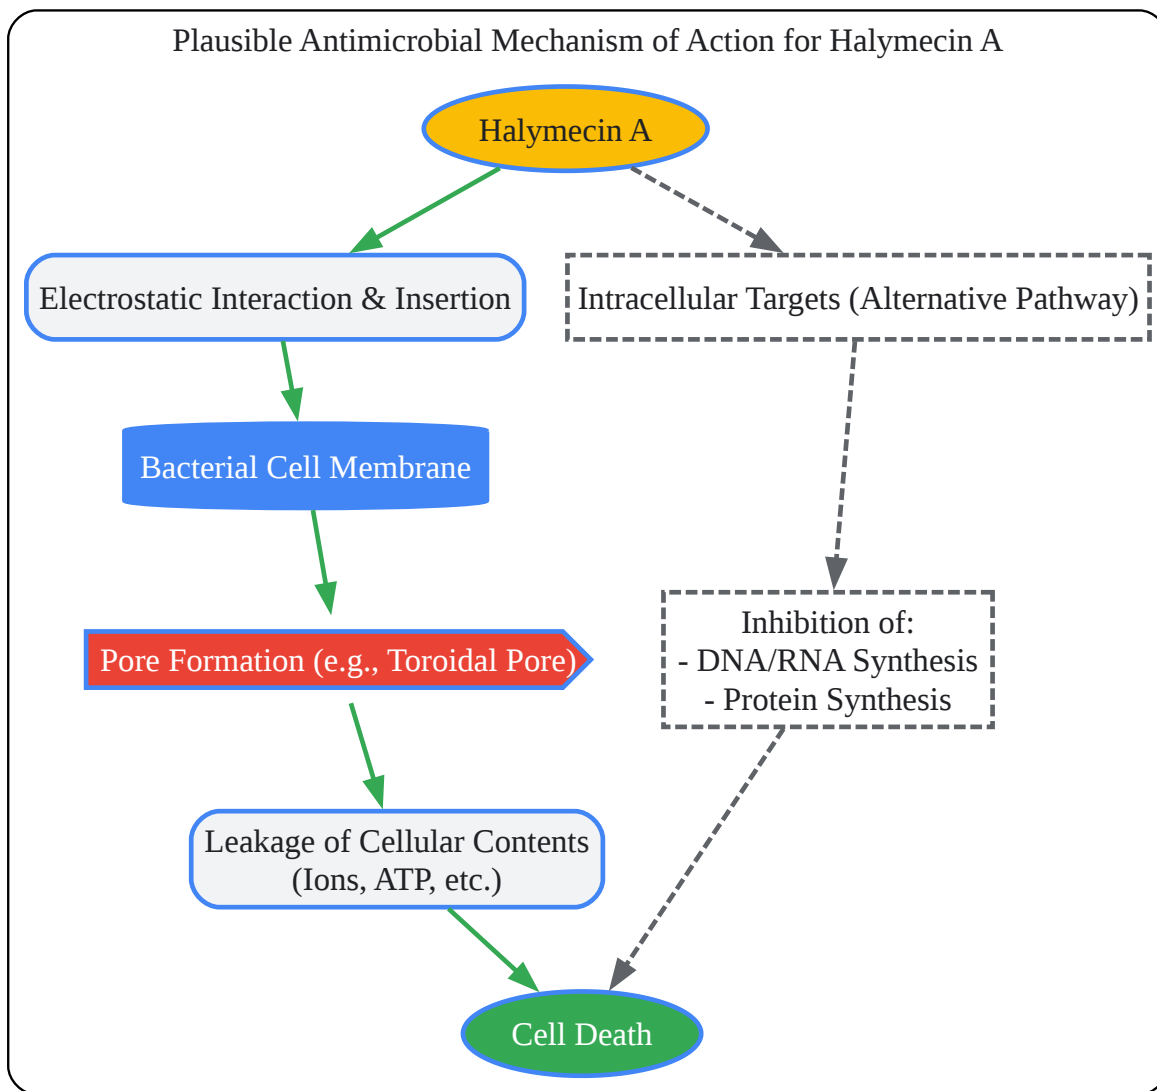 Plausible Antimicrobial Mechanism of Action for Halymecin A
Halymecin A
Electrostatic Interaction & Insertion
Intracellular Targets (Alternative Pathway)
Bacterial Cell Membrane
Pore Formation (e.g., Toroidal Pore)
Inhibition of:
- DNA/RNA Synthesis
- Protein Synthesis
Leakage of Cellular Contents
(Ions, ATP, etc.)
Cell Death